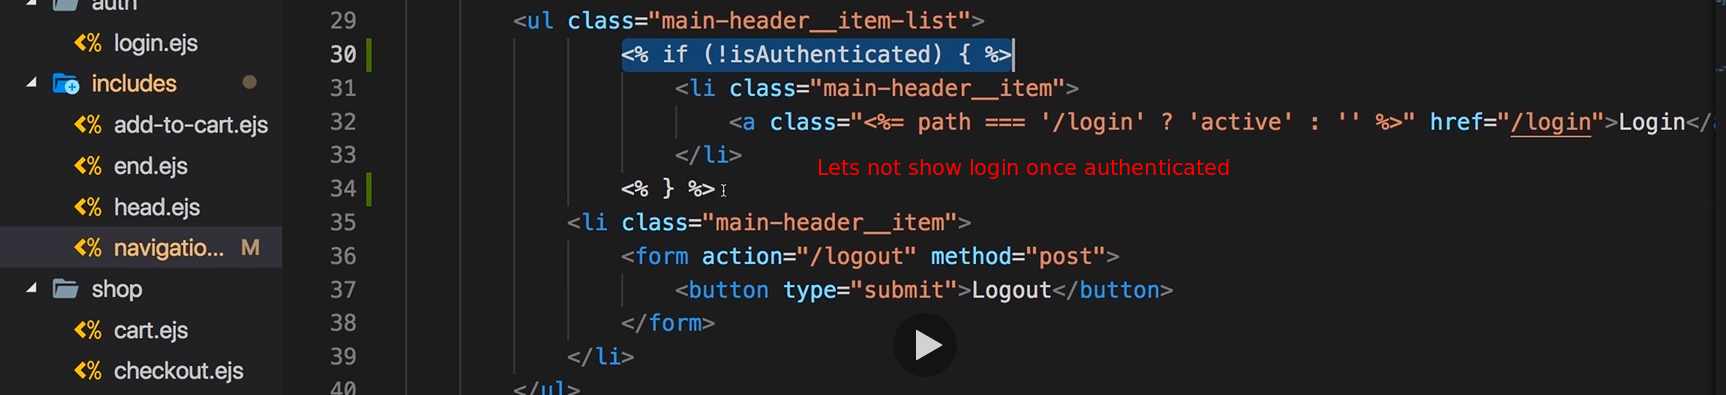 auth
login.ejs
includes
add-to-cart.ejs
end.ejs
head.ejs
navigatio... M
shop
cart.ejs
checkout.ejs
29 <ul class="main-header__item-list">
30 <% if (!isAuthenticated) { %>
31 <li class="main-header__item">
32 <a class="<%= path === '/login' ? 'active' : '' %>" href="/login">Login</a
33 </li>
Lets not show login once authenticated
34 <% } %>
35 <li class="main-header__item">
36 <form action="/logout" method="post">
37 <button type="submit">Logout</button>
38 </form>
39 </li>
40 </ul>